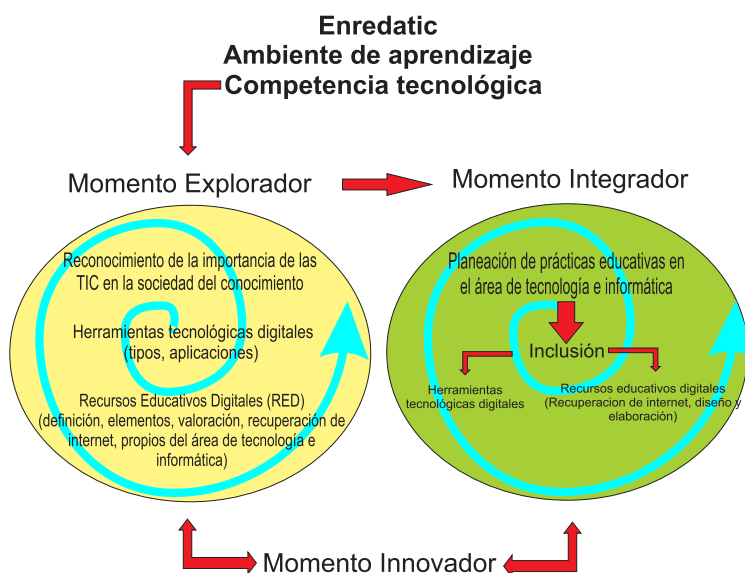 Enredatic
Ambiente de aprendizaje
Competencia tecnológica
Momento Explorador
Momento Integrador
Reconocimiento de la importancia de las
TIC en la sociedad del conocimiento
Herramientas tecnológicas digitales
(tipos, aplicaciones)
Recursos Educativos Digitales (RED)
(definición, elementos, valoración, recuperación de
internet, propios del área de tecnología e
informática)
Planeación de prácticas educativas en
el área de tecnología e informática
Inclusión
Herramientas
tecnológicas digitales
Recursos educativos digitales
(Recuperacion de internet, diseño y
elaboración)
Momento Innovador